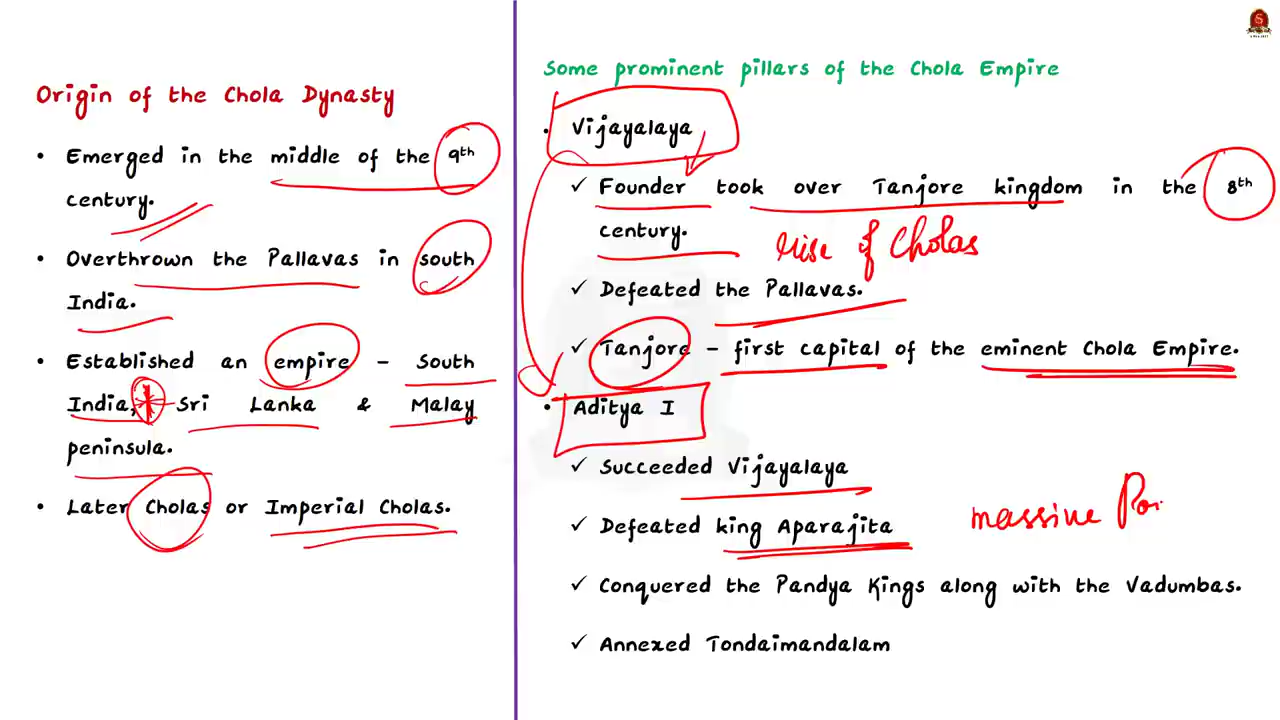 Origin of the Chola Dynasty
• Emerged in the middle of the 9th
century.
• Overthrown the Pallavas in south
India.
• Established an empire - South
India, Sri Lanka & Malay
peninsula.
• Later Cholas or Imperial Cholas.
Some prominent pillars of the Chola Empire
• Vijayalaya
✓ Founder took over Tanjore kingdom in the 8th
century.
rise of Cholas
✓ Defeated the Pallavas.
✓ Tanjore - first capital of the eminent Chola Empire.
• Aditya I
✓ Succeeded Vijayalaya
✓ Defeated king Aparajita
massive
✓ Conquered the Pandya Kings along with the Vadumbas.
✓ Annexed Tondaimandalam